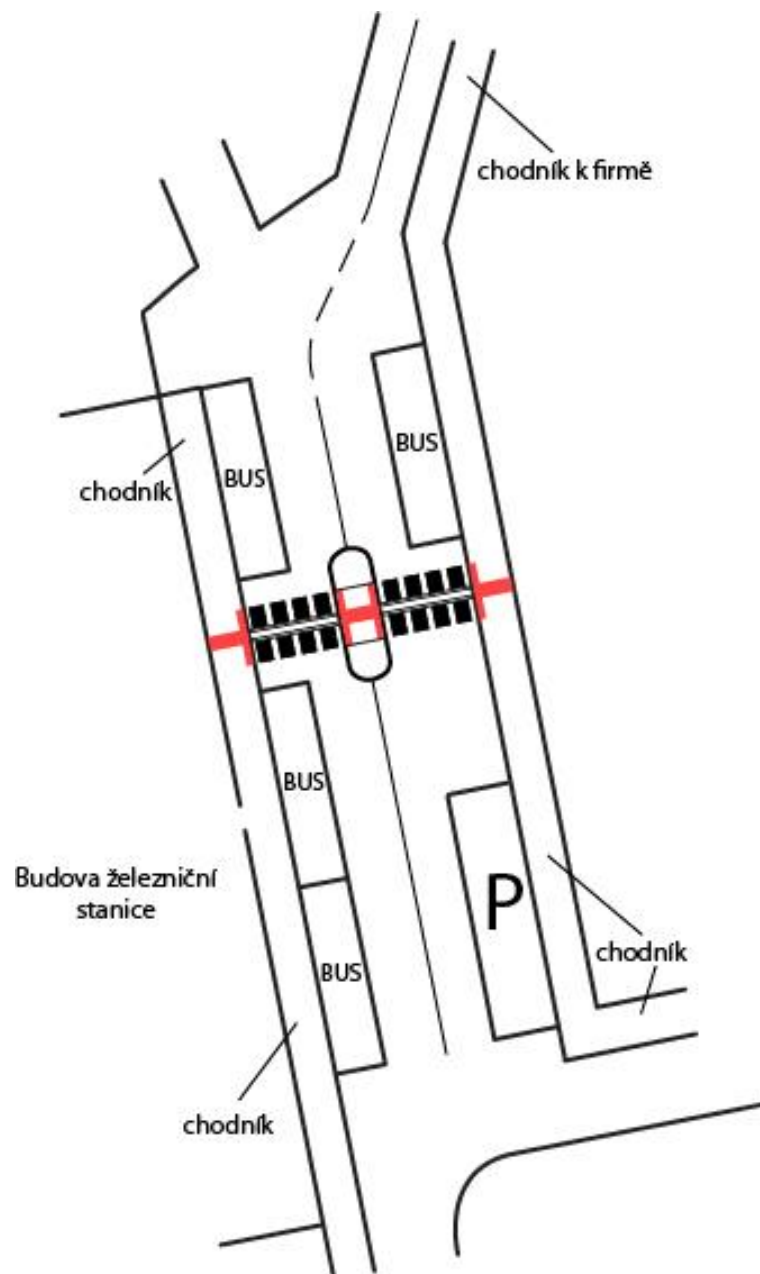 chodník k firmě
BUS
BUS
chodník
BUS
Budova železniční
stanice
P
chodník
BUS
chodník